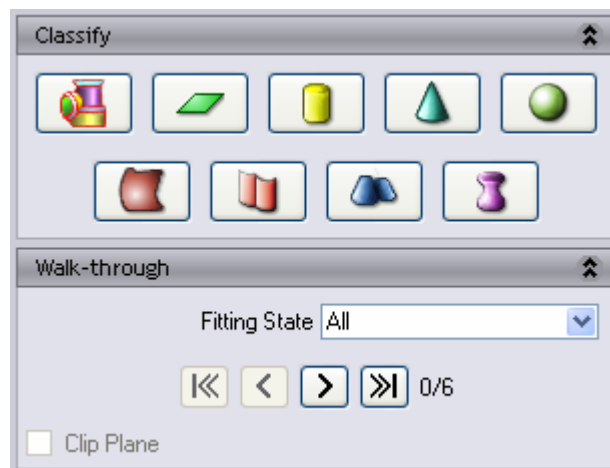 Classify
Walk-through
Fitting State All
0/6
Clip Plane